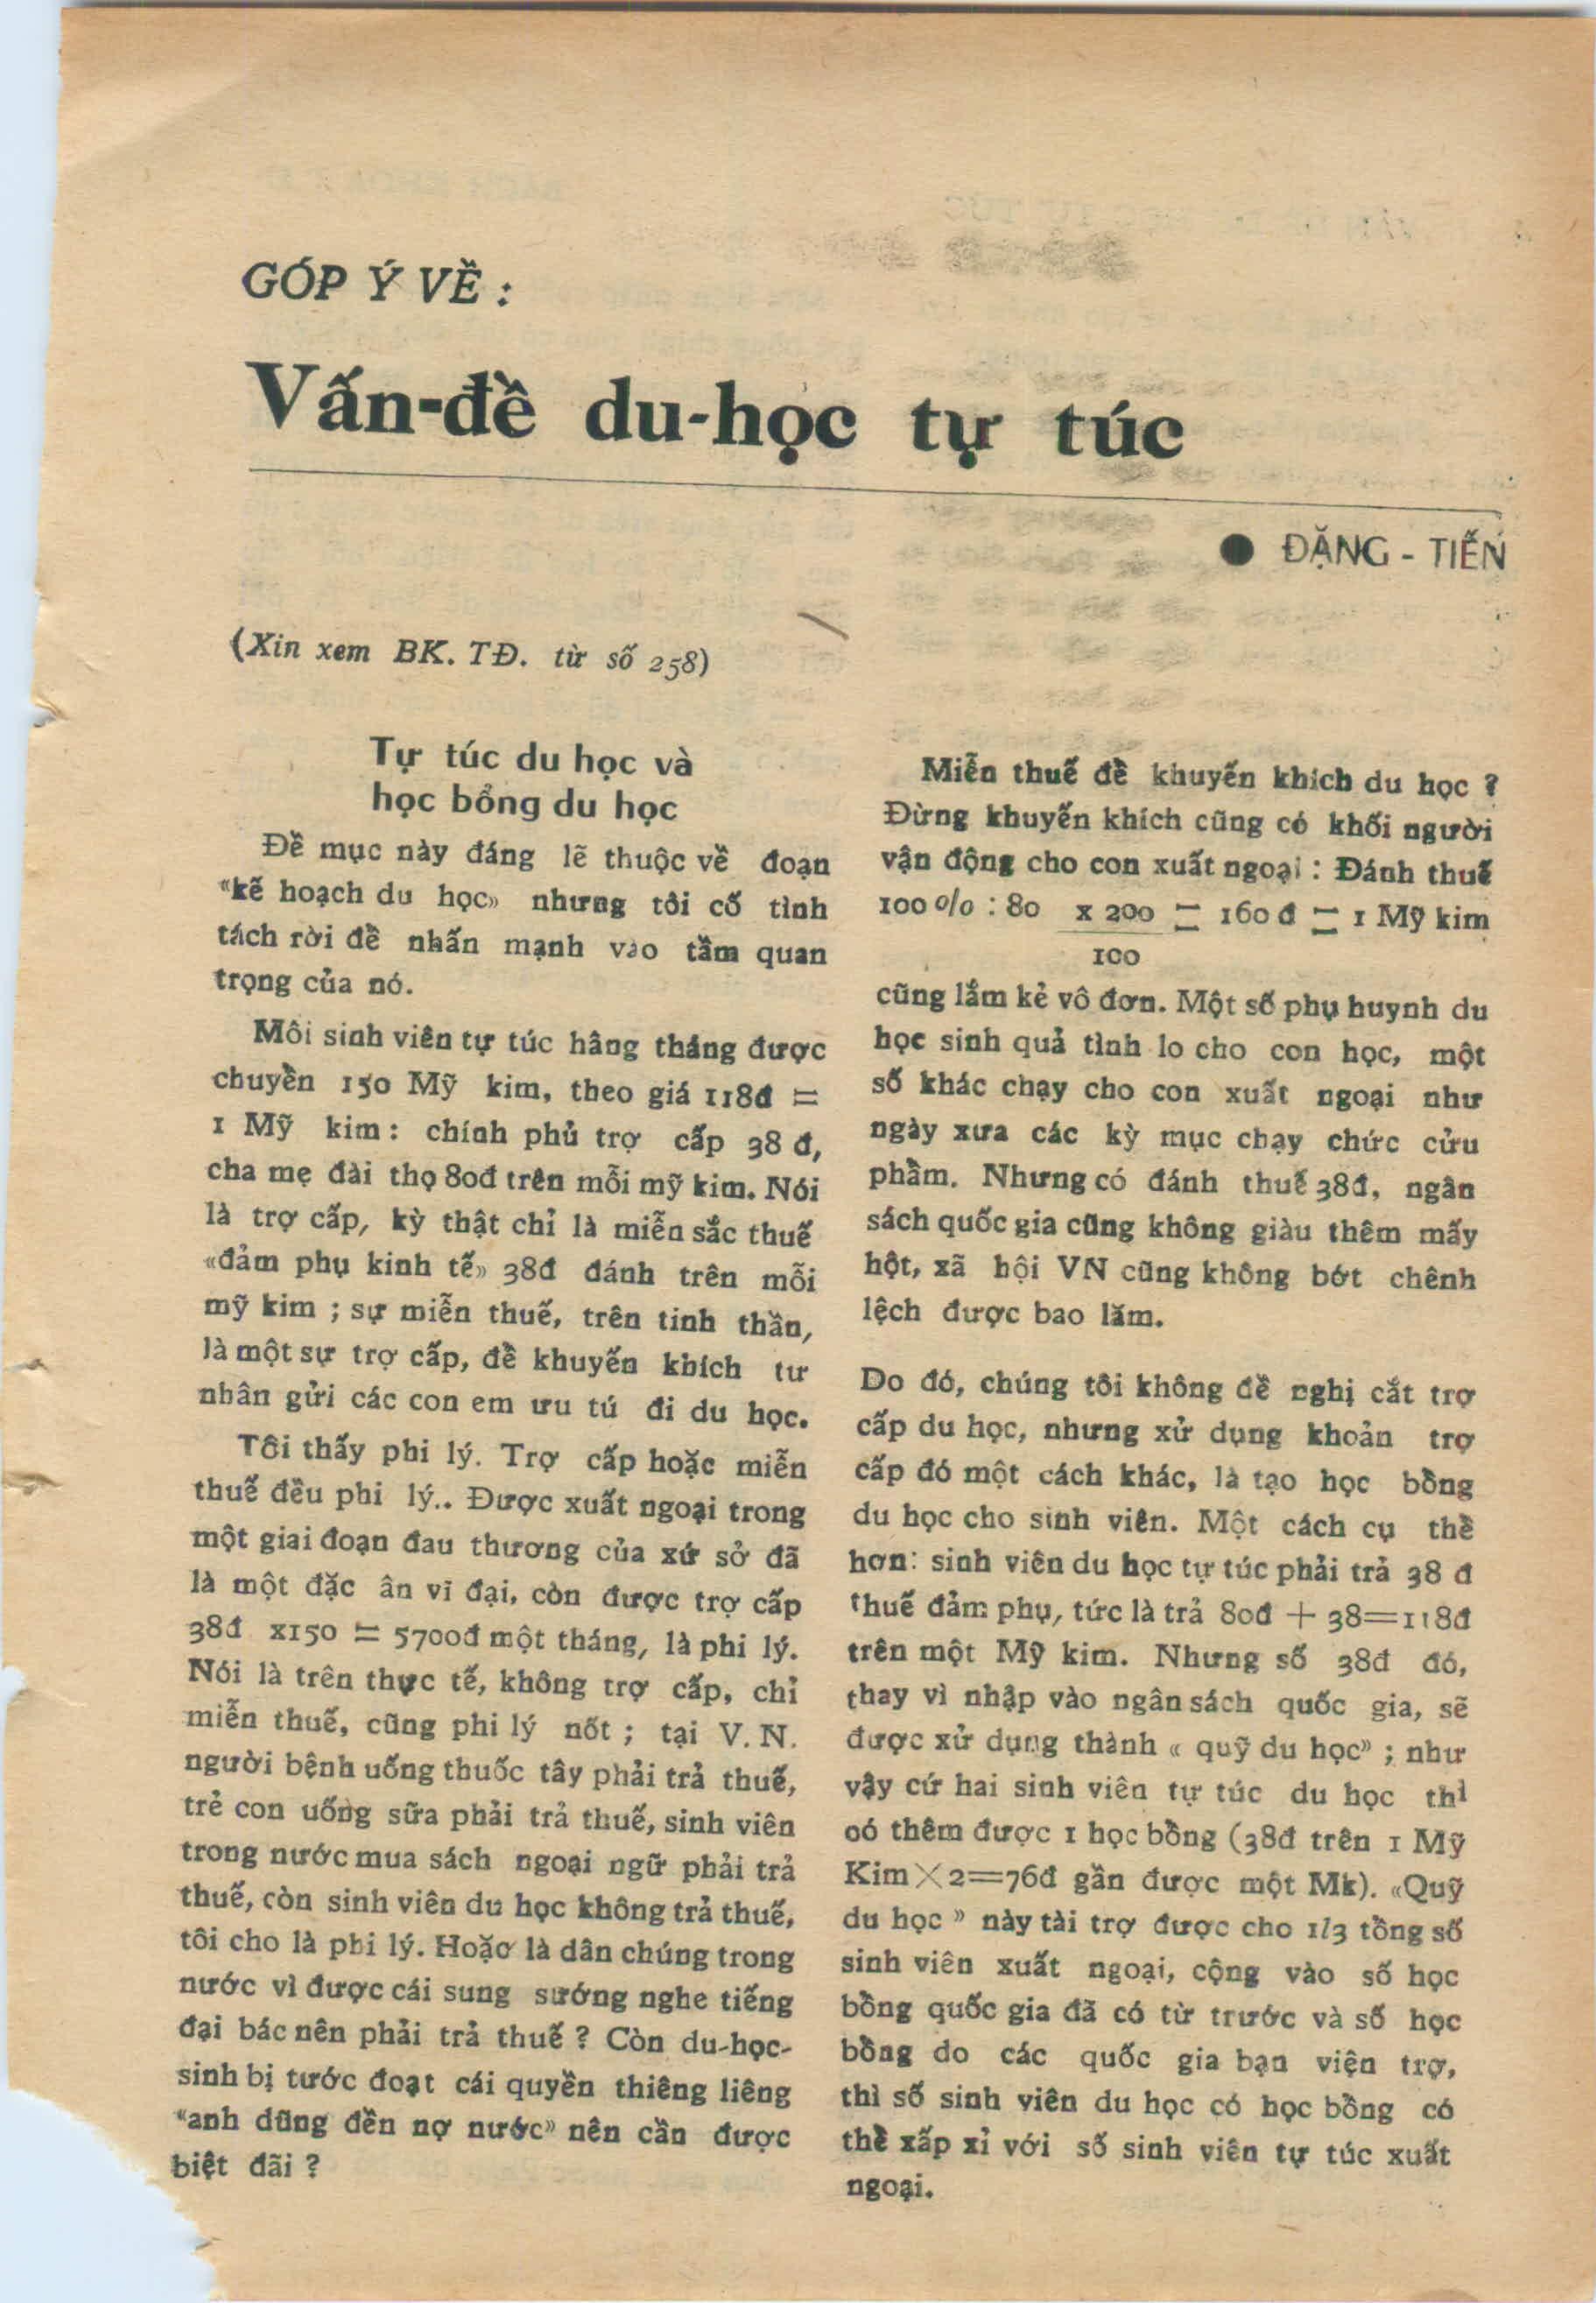 GÓP Ý VỀ :
Vấn-đề du-học tự túc
● ĐẶNG - TIẾN
(Xin xem BK. TĐ. từ số 258)
Tự túc du học và
học bổng du học
Đề mục này đáng lẽ thuộc về đoạn
“kế hoạch du học» nhưng tôi cố tình
tách rời để nhấn mạnh vào tầm quan
trọng của nó.
Mỗi sinh viên tự túc hâng tháng được
chuyển 150 Mỹ kim, theo giá 118đ =
1 Mỹ kim : chính phủ trợ cấp 38 đ,
cha mẹ đài thọ 80đ trên mỗi mỹ kim. Nói
là trợ cấp, kỳ thật chỉ là miễn sắc thuế
«đảm phụ kinh tế» 38đ đánh trên mỗi
mỹ kim ; sự miễn thuế, trên tinh thần,
là một sự trợ cấp, để khuyến khích tư
nhân gửi các con em ưu tú đi du học.
Tôi thấy phi lý. Trợ cấp hoặc miễn
thuế đều phi lý.. Được xuất ngoại trong
một giai đoạn đau thương của xứ sở đã
là một đặc ân vĩ đại, còn được trợ cấp
38đ x150 = 5700đ một tháng, là phi lý.
Nói là trên thực tế, không trợ cấp, chỉ
miễn thuế, cũng phi lý nốt ; tại V. N.
người bệnh uống thuốc tây phải trả thuế,
trẻ con uống sữa phải trả thuế, sinh viên
trong nước mua sách ngoại ngữ phải trả
thuế, còn sinh viên du học không trả thuế,
tôi cho là phi lý. Hoặc là dân chúng trong
nước vì được cái sung sướng nghe tiếng
đại bác nên phải trả thuế ? Còn du-học-
sinh bị tước đoạt cái quyền thiêng liêng
“anh dũng đền nợ nước» nên cần được
biệt đãi ?
Miễn thuế để khuyến khích du học ?
Đừng khuyến khích cũng có khối người
vận động cho con xuất ngoại : Đánh thuế
100 o/o : 80 x 200 = 160 đ = 1 Mỹ kim
100
cũng lắm kẻ vô đơn. Một số phụ huynh du
học sinh quả tình lo cho con học, một
số khác chạy cho con xuất ngoại như
ngày xưa các kỳ mục chạy chức cửu
phẩm. Nhưng có đánh thuế 38đ, ngân
sách quốc gia cũng không giàu thêm mấy
hột, xã hội VN cũng không bớt chênh
lệch được bao lăm.
Do đó, chúng tôi không đề nghị cắt trợ
cấp du học, nhưng xử dụng khoản trợ
cấp đó một cách khác, là tạo học bổng
du học cho sinh viên. Một cách cụ thể
hơn: sinh viên du học tự túc phải trả 38 đ
thuế đảm phụ, tức là trả 80đ + 38=118đ
trên một Mỹ kim. Nhưng số 38đ đó,
thay vì nhập vào ngân sách quốc gia, sẽ
được xử dụng thành « quỹ du học» ; như
vậy cứ hai sinh viên tự túc du học thì
có thêm được 1 học bổng (38đ trên 1 Mỹ
Kim×2=76đ gần được một Mk). «Quỹ
du học » này tài trợ được cho 1/3 tổng số
sinh viên xuất ngoại, cộng vào số học
bổng quốc gia đã có từ trước và số học
bổng do các quốc gia bạn viện trợ,
thì số sinh viên du học có học bổng có
thể xấp xỉ với số sinh viên tự túc xuất
ngoại.